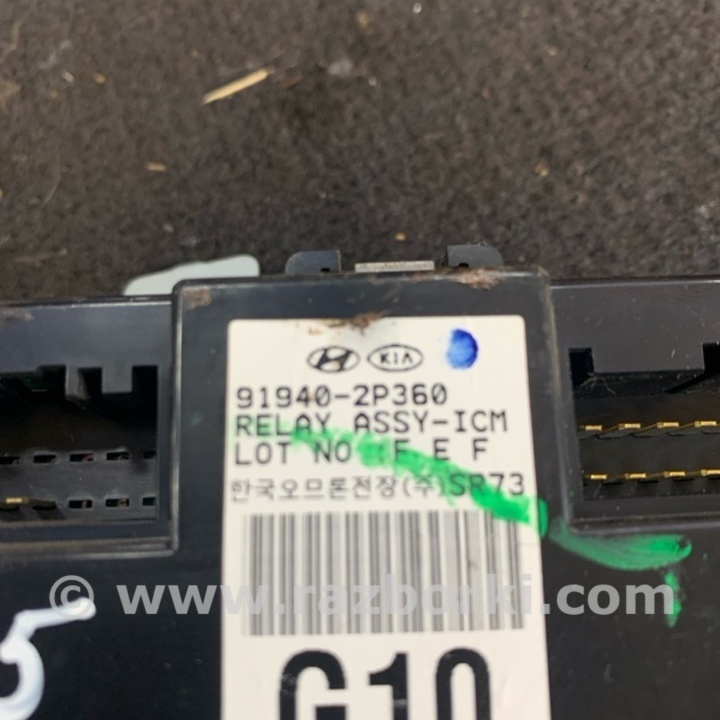 KIA
91940-2P360
RELAY ASSY-ICM
LOT NO :F E F
한국오므론전장(주)SR73
© www.razborki.com
5
G10